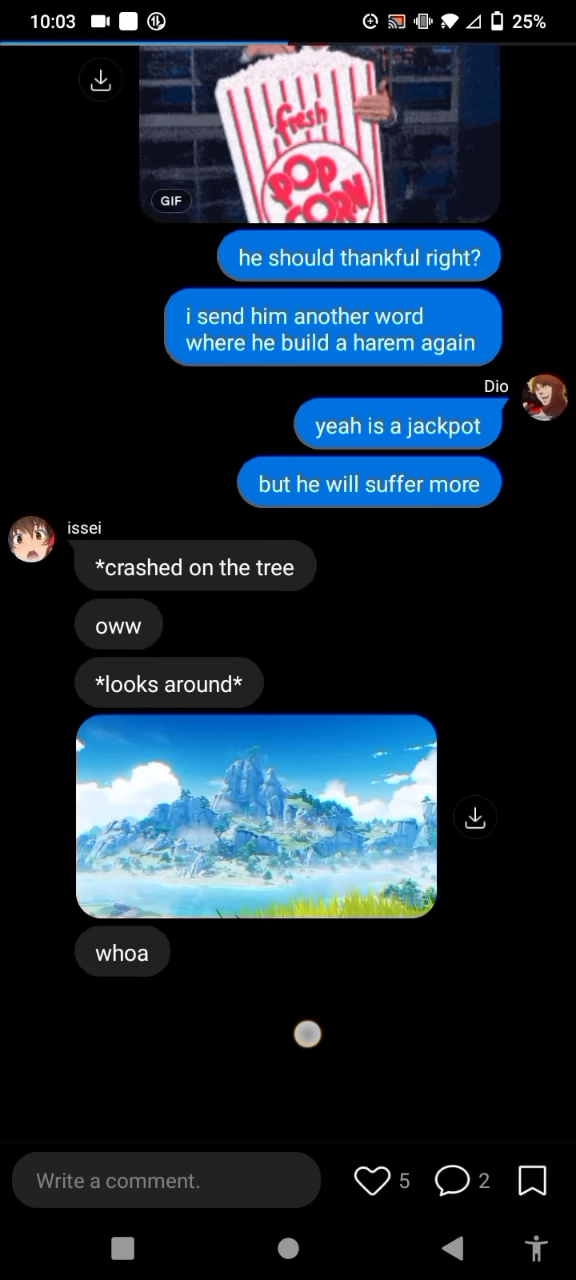 10:03
25%
fresh
POP
CORN
GIF
he should thankful right?
i send him another word
where he build a harem again
Dio
yeah is a jackpot
but he will suffer more
issei
*crashed on the tree
oww
*looks around*
whoa
Write a comment.
5
2